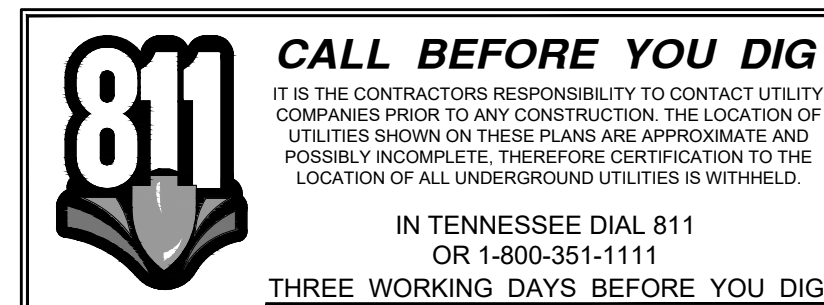 811
CALL BEFORE YOU DIG
IT IS THE CONTRACTORS RESPONSIBILITY TO CONTACT UTILITY
COMPANIES PRIOR TO ANY CONSTRUCTION. THE LOCATION OF
UTILITIES SHOWN ON THESE PLANS ARE APPROXIMATE AND
POSSIBLY INCOMPLETE, THEREFORE CERTIFICATION TO THE
LOCATION OF ALL UNDERGROUND UTILITIES IS WITHHELD.
IN TENNESSEE DIAL 811
OR 1-800-351-1111
THREE WORKING DAYS BEFORE YOU DIG